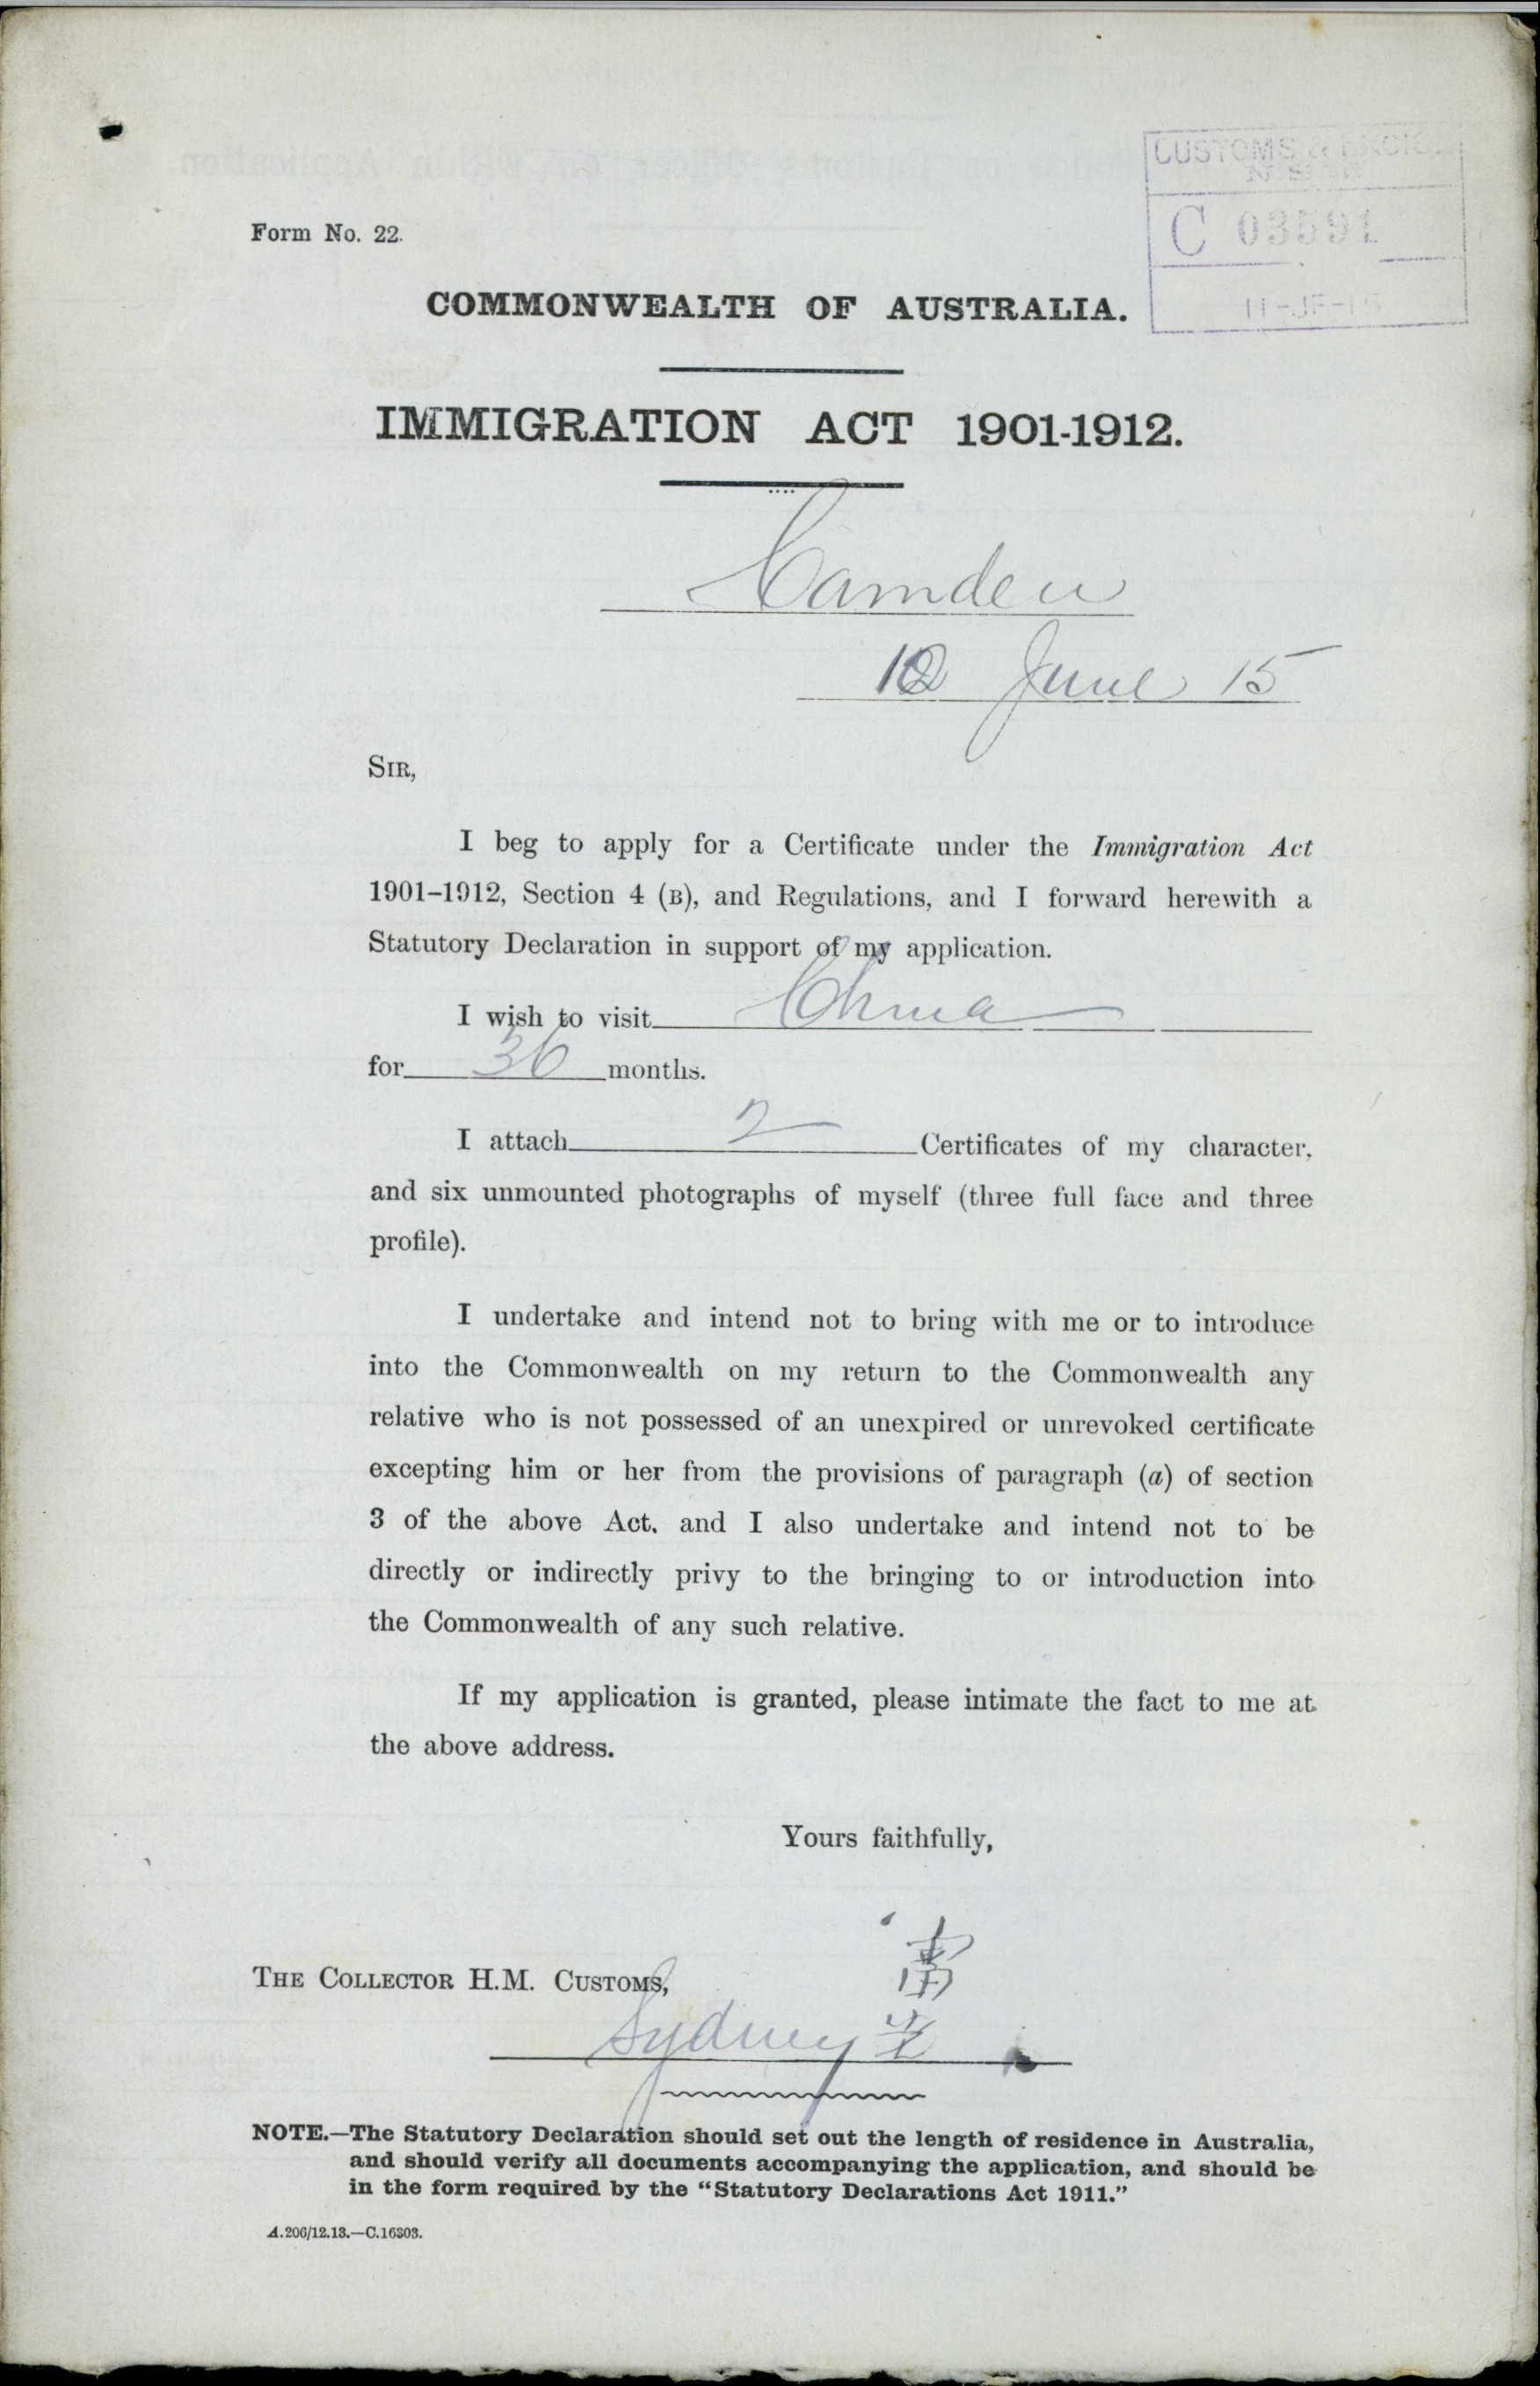 CUSTOMS & EXCISE
N.S.W.
C 03591
Form No. 22.
COMMONWEALTH OF AUSTRALIA.
IMMIGRATION ACT 1901-1912.
Camden
June 15
SIR,
I beg to apply for a Certificate under the Immigration Act
1901-1912, Section 4 (B), and Regulations, and I forward herewith a
Statutory Declaration in support of my application.
I wish to visit China
for 36 months.
I attach 2 Certificates of my character,
and six unmounted photographs of myself (three full face and three
profile).
I undertake and intend not to bring with me or to introduce
into the Commonwealth on my return to the Commonwealth any
relative who is not possessed of an unexpired or unrevoked certificate
excepting him or her from the provisions of paragraph (a) of section
3 of the above Act. and I also undertake and intend not to be
directly or indirectly privy to the bringing to or introduction into
the Commonwealth of any such relative.
If my application is granted, please intimate the fact to me at
the above address.
Yours faithfully,
THE COLLECTOR H.M. CUSTOMS,
Sydney
NOTE.—The Statutory Declaration should set out the length of residence in Australia,
and should verify all documents accompanying the application, and should be
in the form required by the "Statutory Declarations Act 1911."
A.206/12.13.—C.16303.